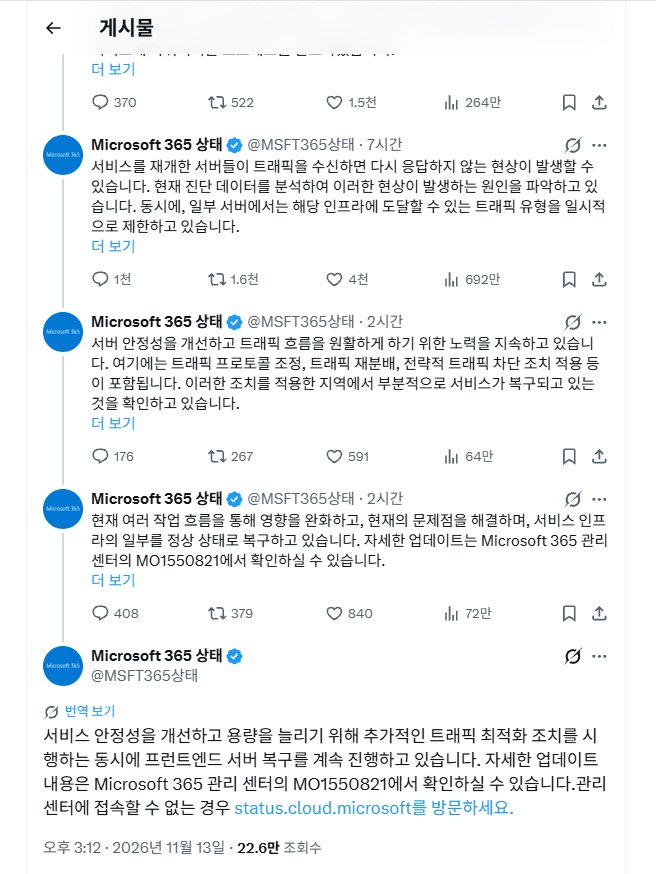 게시물
더 보기
370 522 1.5천 264만
Microsoft 365 상태 @MSFT365상태 · 7시간
서비스를 재개한 서버들이 트래픽을 수신하면 다시 응답하지 않는 현상이 발생할 수
있습니다. 현재 진단 데이터를 분석하여 이러한 현상이 발생하는 원인을 파악하고 있
습니다. 동시에, 일부 서버에서는 해당 인프라에 도달할 수 있는 트래픽 유형을 일시적
으로 제한하고 있습니다.
더 보기
1천 1.6천 4천 692만
Microsoft 365
Microsoft 365 상태 @MSFT365상태 · 2시간
서버 안정성을 개선하고 트래픽 흐름을 원활하게 하기 위한 노력을 지속하고 있습니
다. 여기에는 트래픽 프로토콜 조정, 트래픽 재분배, 전략적 트래픽 차단 조치 적용 등
이 포함됩니다. 이러한 조치를 적용한 지역에서 부분적으로 서비스가 복구되고 있는
것을 확인하고 있습니다.
더 보기
176 267 591 64만
Microsoft 365
Microsoft 365 상태 @MSFT365상태 · 2시간
현재 여러 작업 흐름을 통해 영향을 완화하고, 현재의 문제점을 해결하며, 서비스 인프
라의 일부를 정상 상태로 복구하고 있습니다. 자세한 업데이트는 Microsoft 365 관리
센터의 MO1550821에서 확인하실 수 있습니다.
더 보기
408 379 840 72만
Microsoft 365
Microsoft 365 상태
@MSFT365상태
Microsoft 365
번역 보기
서비스 안정성을 개선하고 용량을 늘리기 위해 추가적인 트래픽 최적화 조치를 시
행하는 동시에 프런트엔드 서버 복구를 계속 진행하고 있습니다. 자세한 업데이트
내용은 Microsoft 365 관리 센터의 MO1550821에서 확인하실 수 있습니다.관리
센터에 접속할 수 없는 경우 status.cloud.microsoft를 방문하세요.
오후 3:12 · 2026년 11월 13일 · 22.6만 조회수